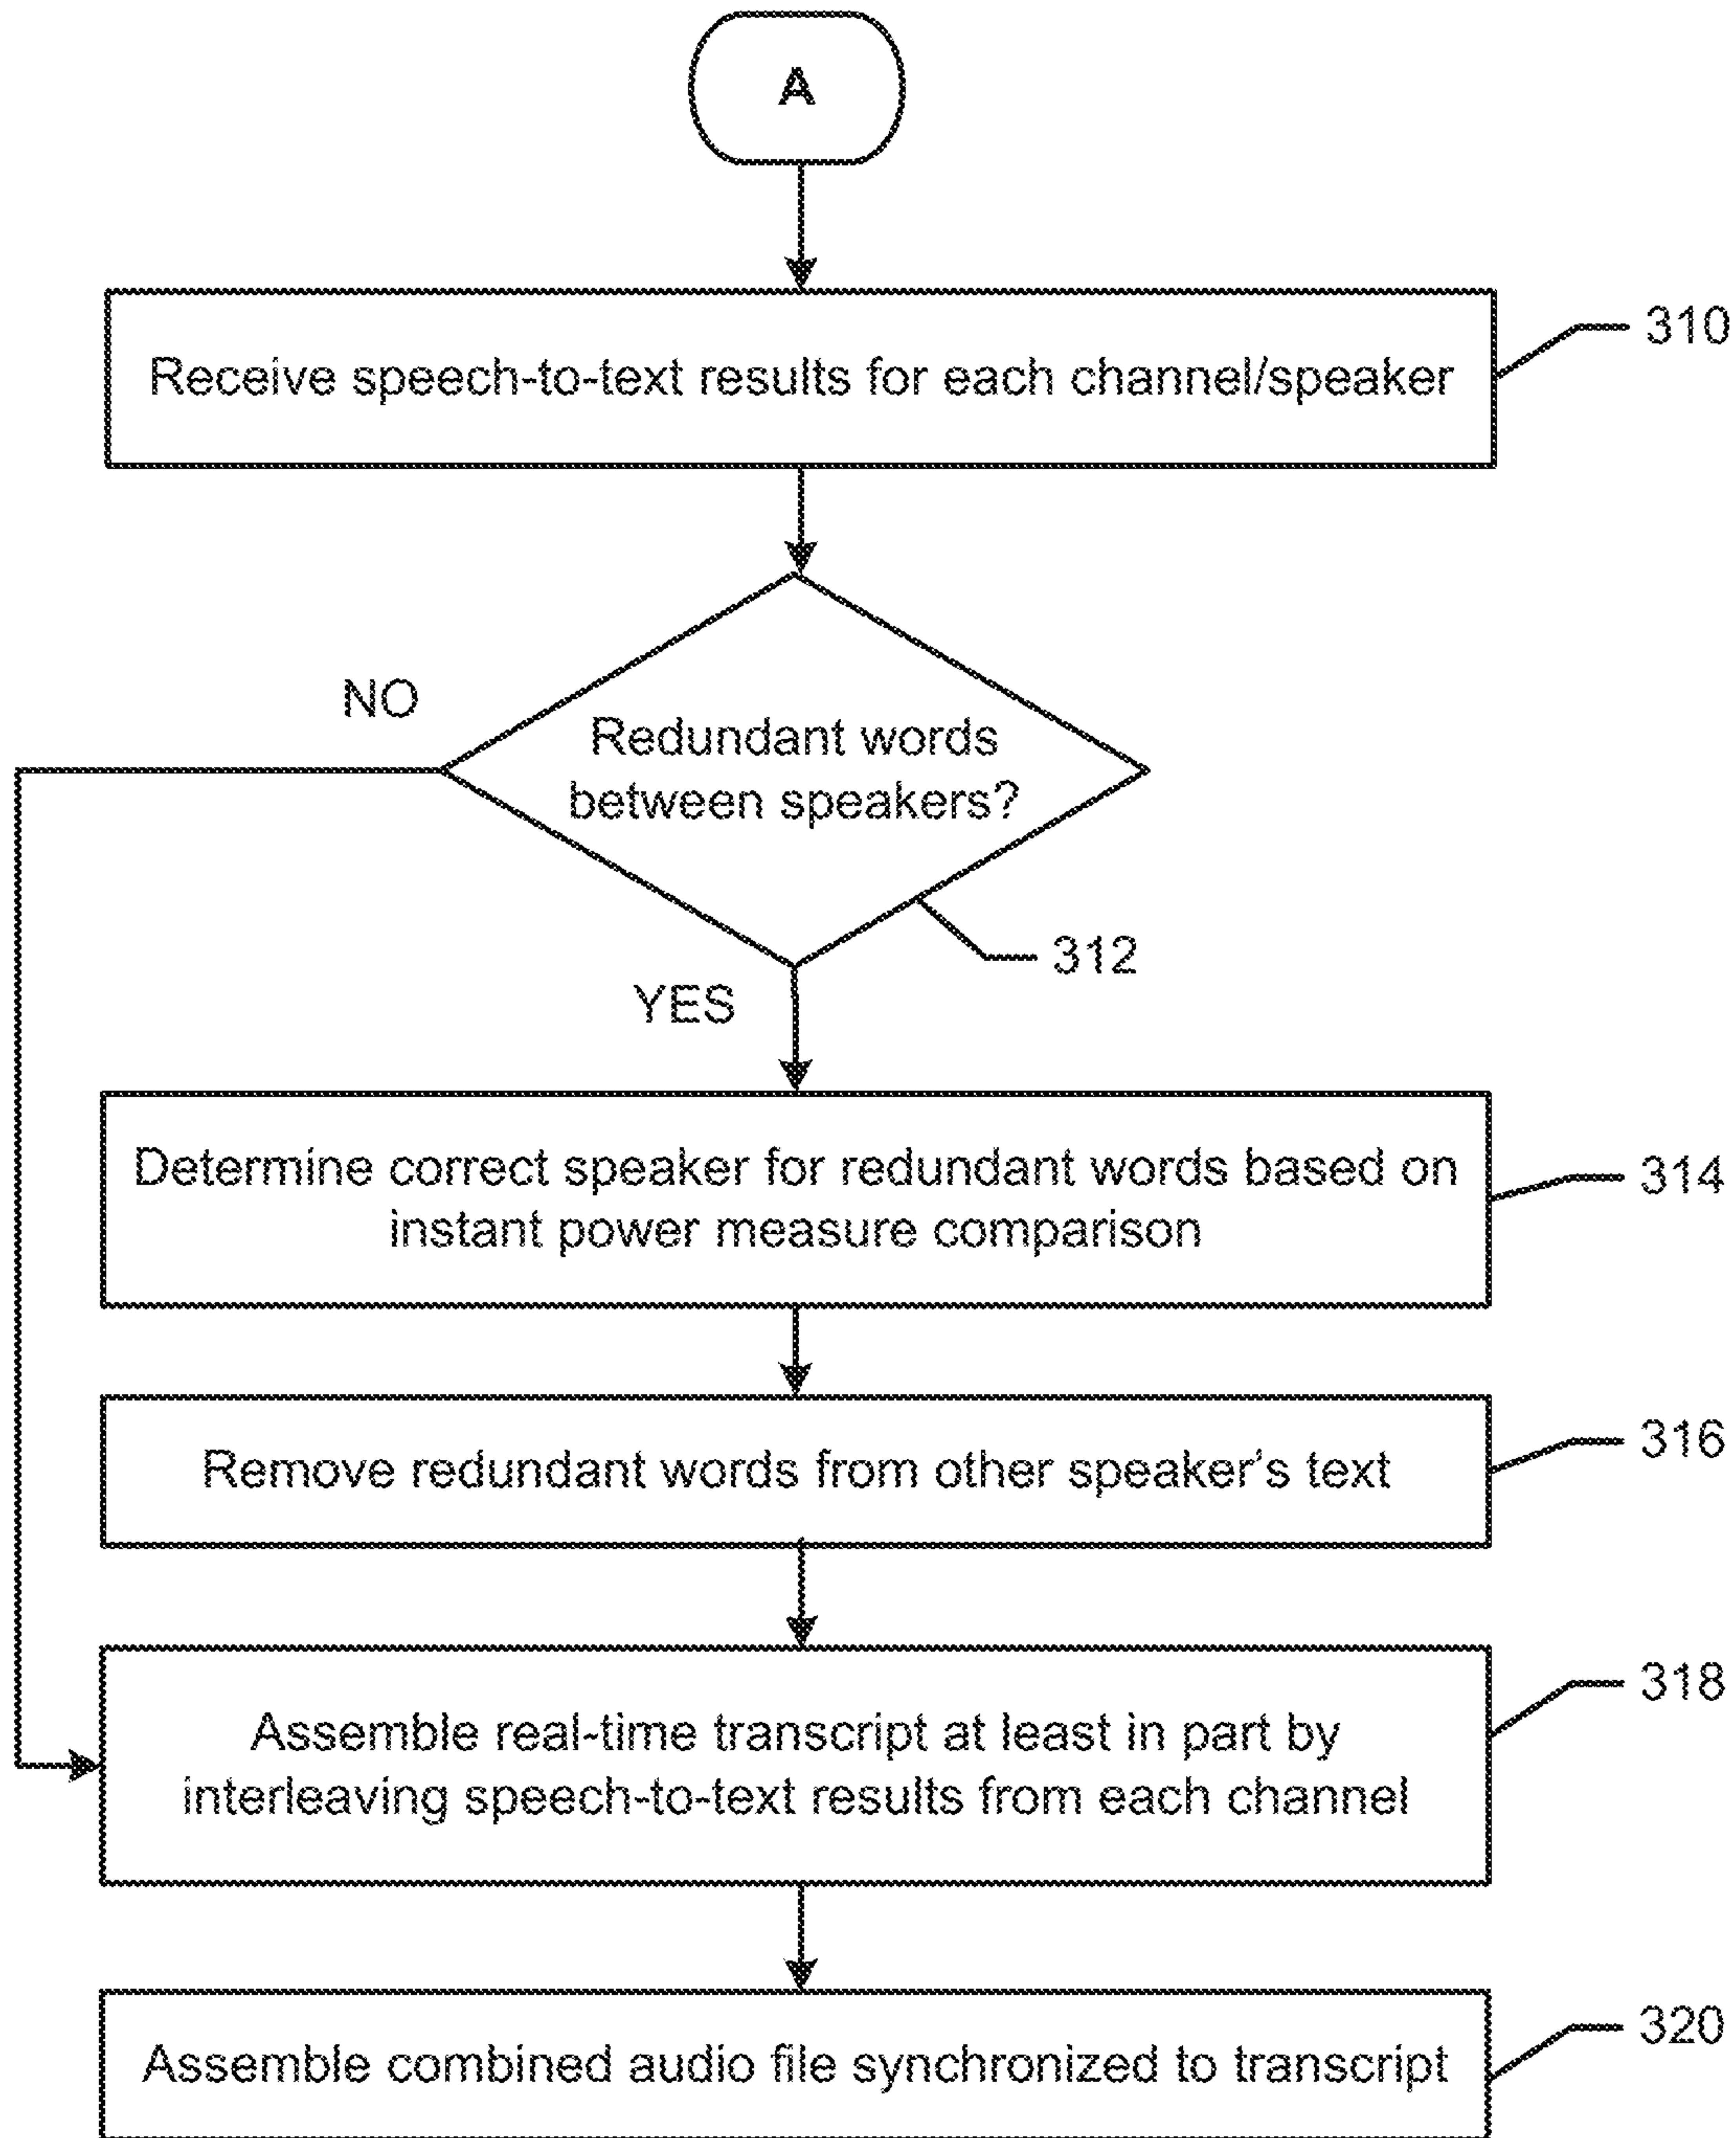 A
Receive speech-to-text results for each channel/speaker
310
NO
Redundant words
between speakers?
312
YES
Determine correct speaker for redundant words based on
instant power measure comparison
314
Remove redundant words from other speaker's text
316
Assemble real-time transcript at least in part by
interleaving speech-to-text results from each channel
318
Assemble combined audio file synchronized to transcript
320